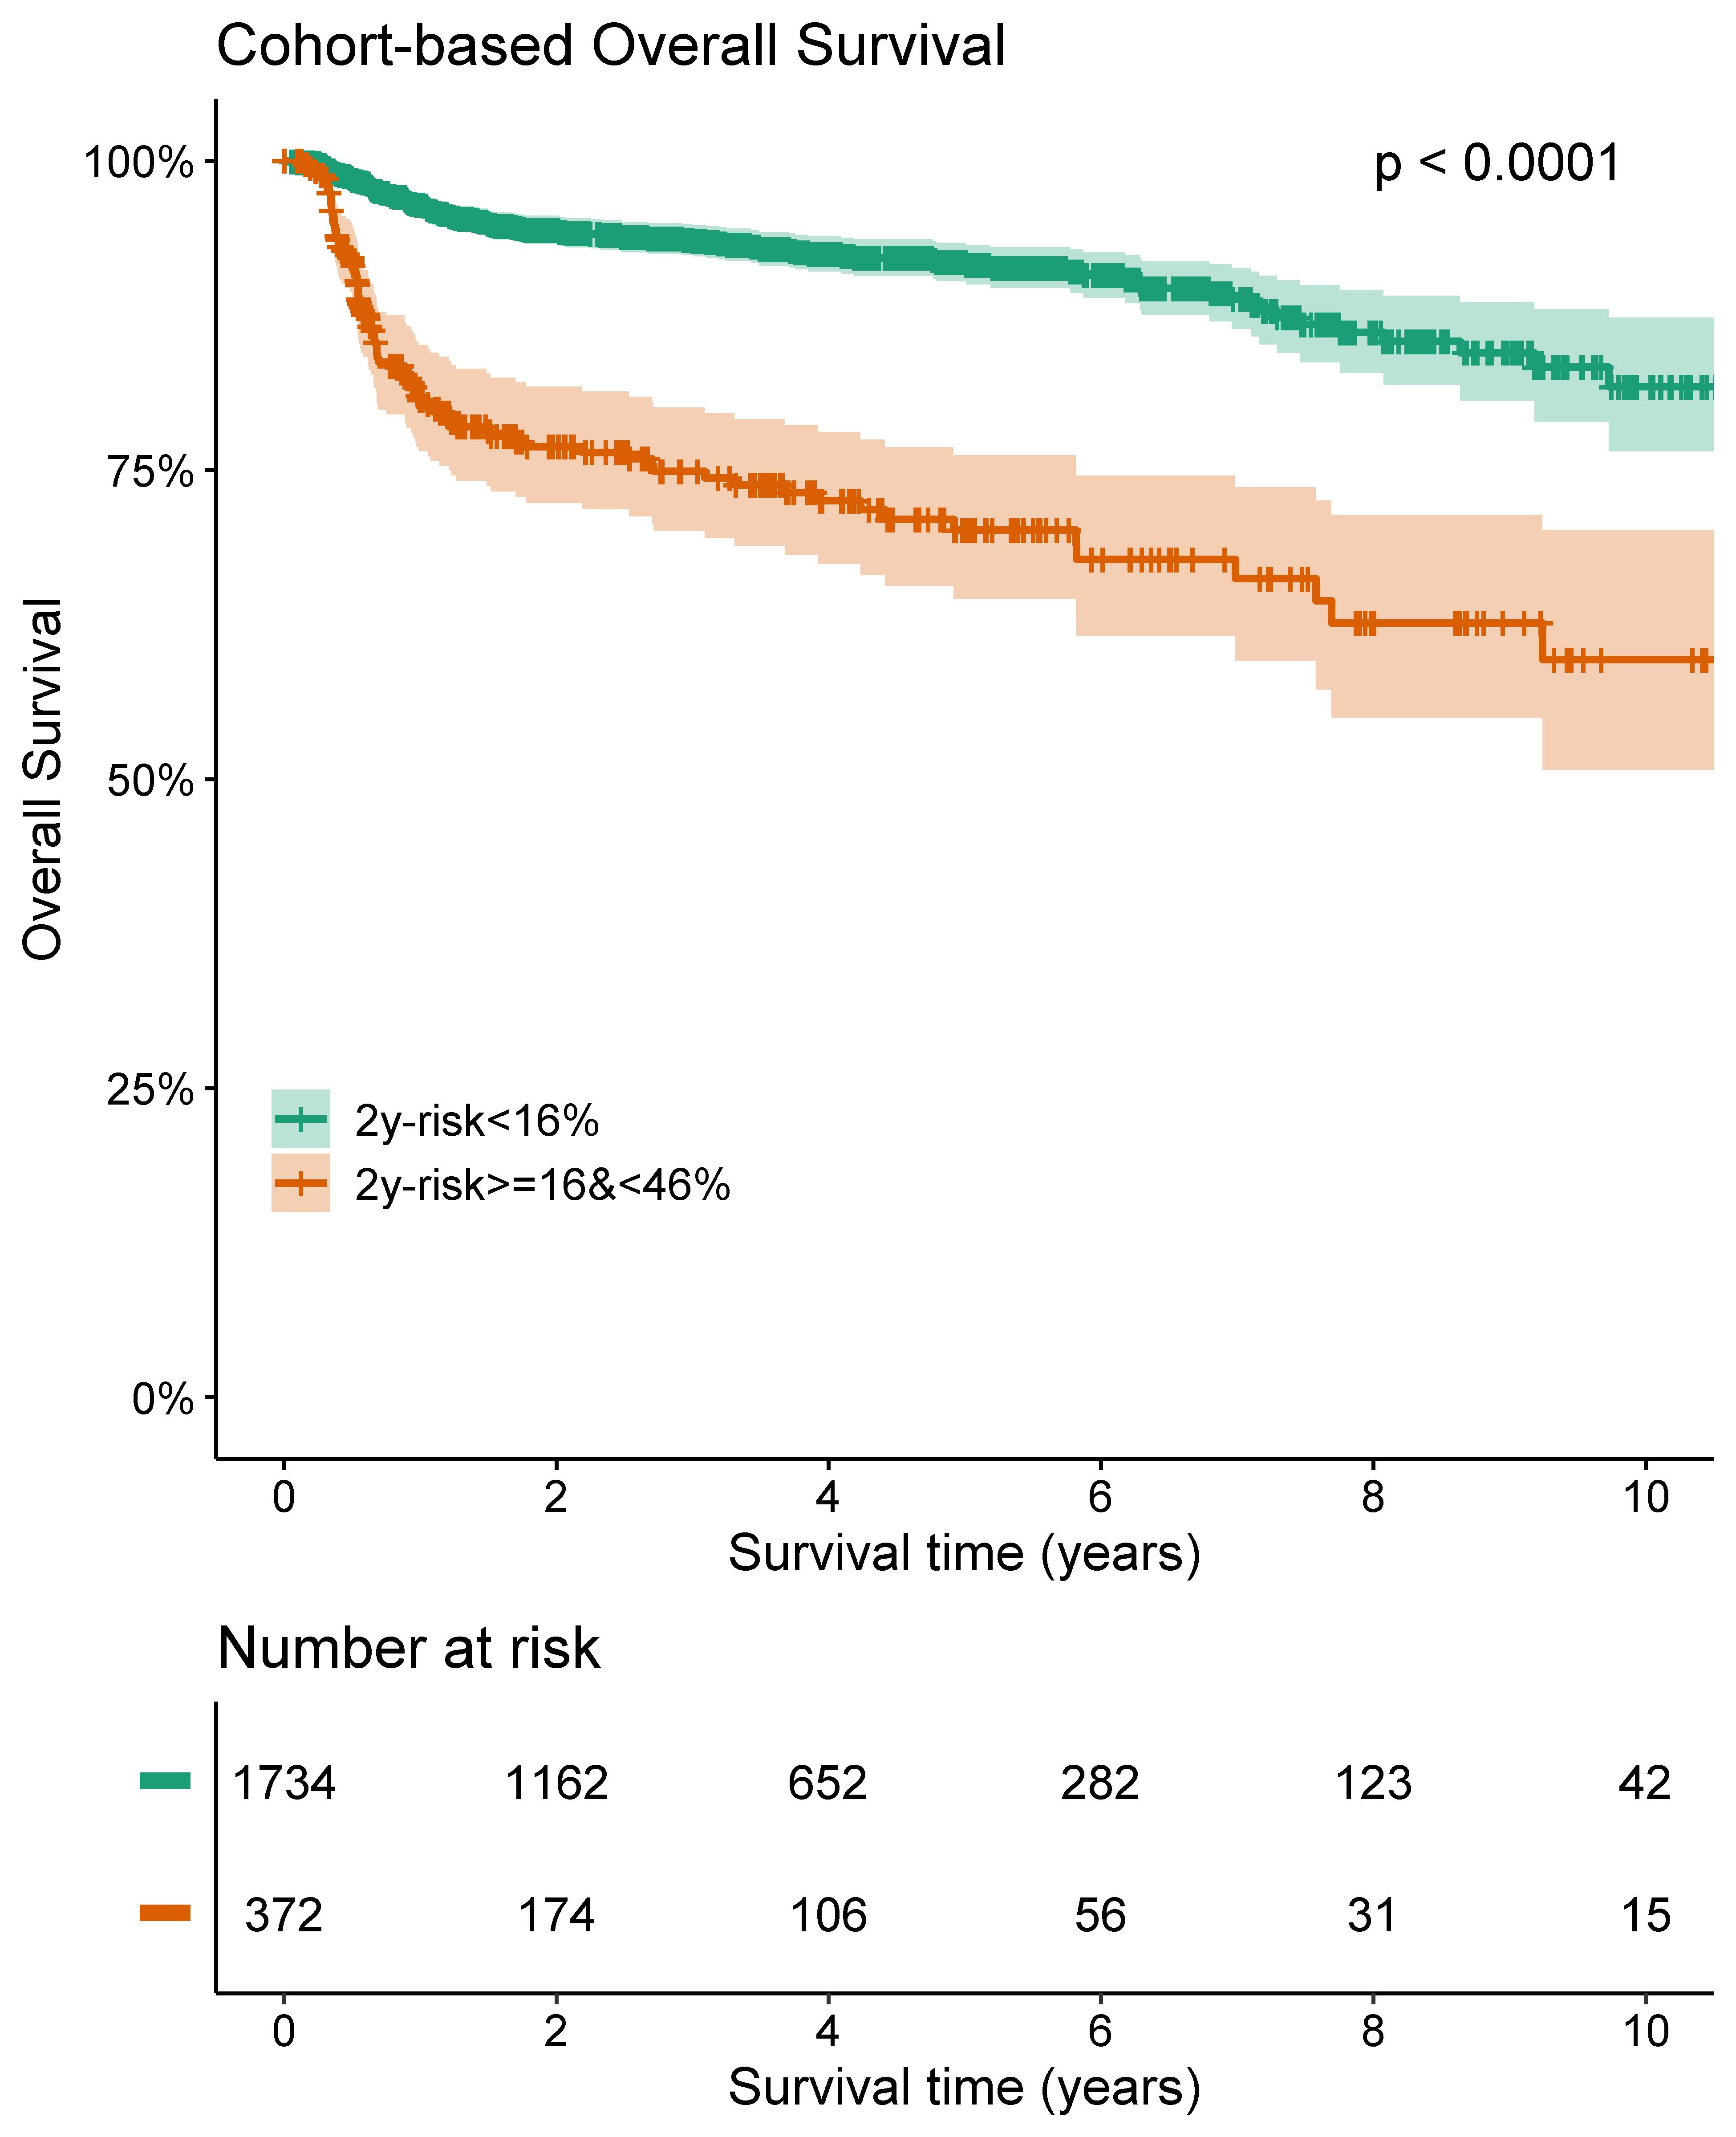 Cohort-based Overall Survival
p < 0.0001
100%
75%
50%
25%
0%
Overall Survival
2y-risk<16%
2y-risk>=16&<46%
0 2 4 6 8 10
Survival time (years)
Number at risk
1734 1162 652 282 123 42
372 174 106 56 31 15
0 2 4 6 8 10
Survival time (years)